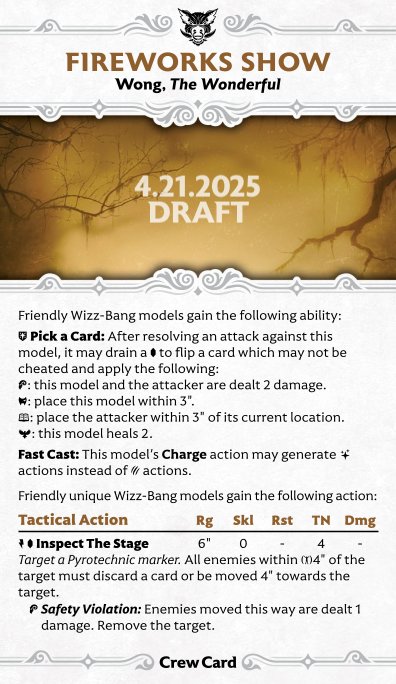 FIREWORKS SHOW
Wong, The Wonderful
4.21.2025
DRAFT
Friendly Wizz-Bang models gain the following ability:
Pick a Card: After resolving an attack against this
model, it may drain a to flip a card which may not be
cheated and apply the following:
: this model and the attacker are dealt 2 damage.
: place this model within 3".
: place the attacker within 3" of its current location.
: this model heals 2.
Fast Cast: This model's Charge action may generate
actions instead of actions.
Friendly unique Wizz-Bang models gain the following action:
Tactical Action Rg Skl Rst TN Dmg
Inspect The Stage 6" 0 - 4 -
Target a Pyrotechnic marker. All enemies within 4" of the
target must discard a card or be moved 4" towards the
target.
Safety Violation: Enemies moved this way are dealt 1
damage. Remove the target.
Crew Card